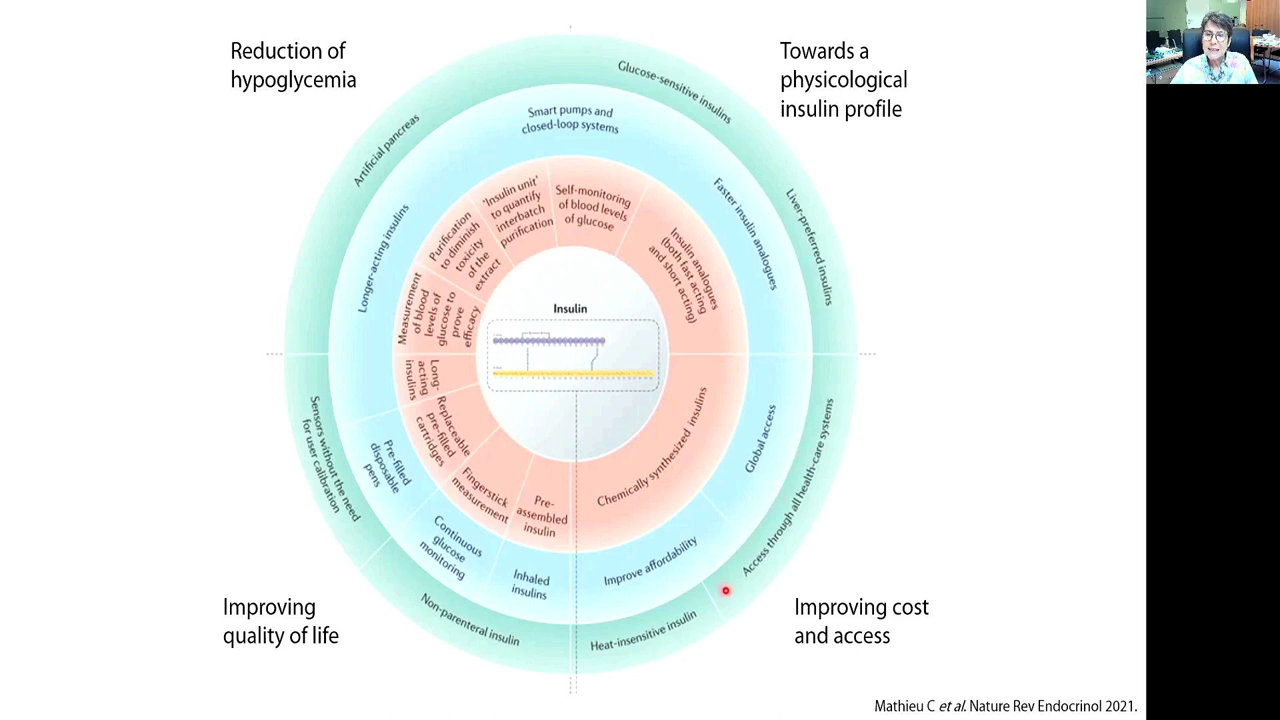 Reduction of
hypoglycemia
Towards a
physicological
insulin profile
Glucose-sensitive insulins
Artificial pancreas
Liver-preferred insulins
Smart pumps and
closed-loop systems
Longer-acting insulins
Faster insulin analogues
'Insulin unit'
to quantify
interbatch
purification
Self-monitoring
of blood levels
of glucose
Purification
to diminish
toxicity
of the
extract
Insulin analogues
(both fast acting
and short acting)
Measurement
of blood
levels of
glucose to
prove
efficacy
Insulin
Long-
acting
insulins
Replaceable
pre-filled
cartridges
Fingerstick
measurement
Pre-
assembled
insulin
Chemically synthesized insulins
Pre-filled
disposable
pens
Continuous
glucose
monitoring
Inhaled
insulins
Improve affordability
Global access
Sensors without the need
for user calibration
Non-parenteral insulin
Heat-insensitive insulin
Access through all health-care systems
Improving
quality of life
Improving cost
and access
Mathieu C et al. Nature Rev Endocrinol 2021.